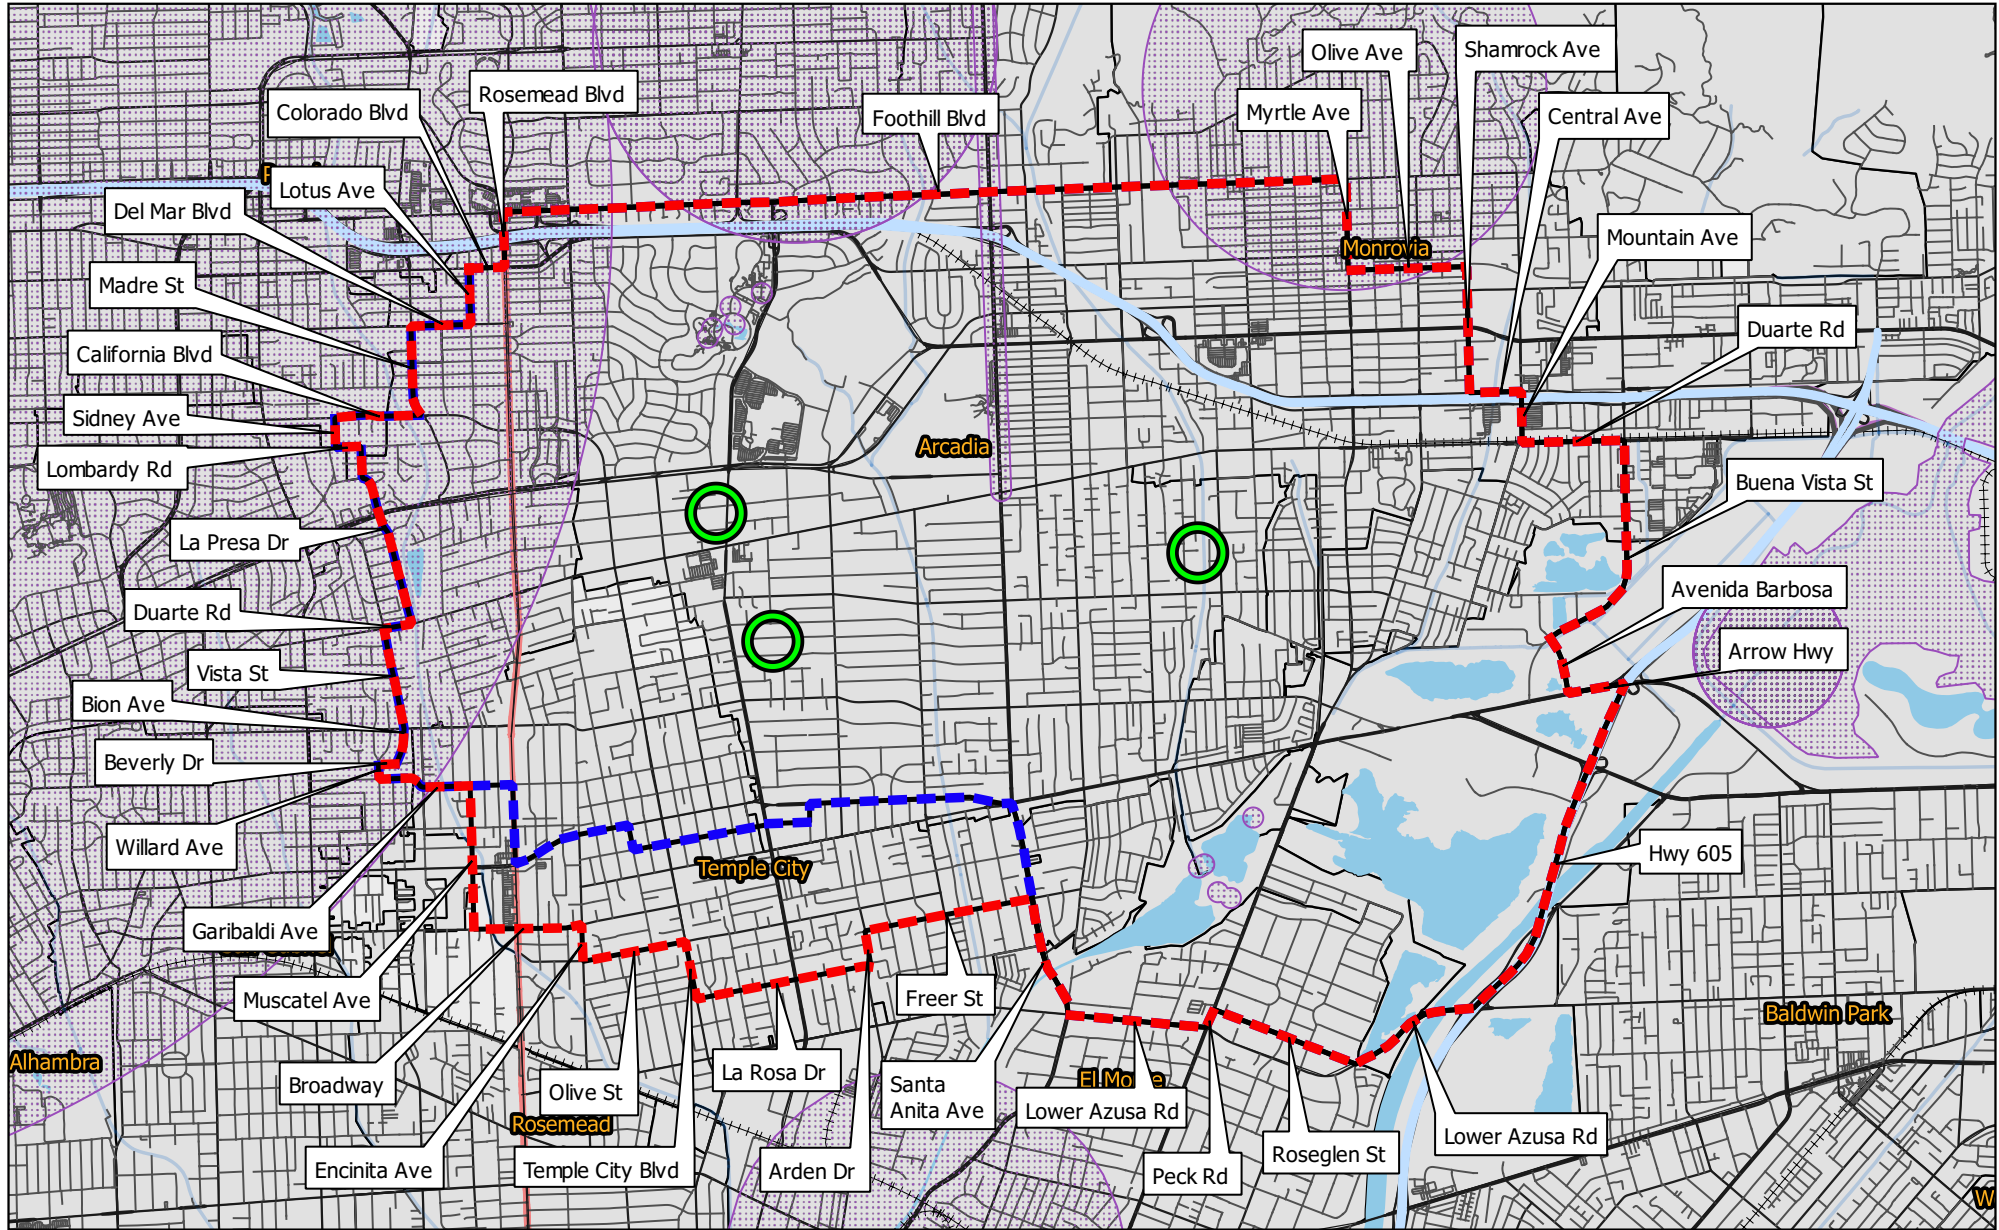 Olive Ave
Shamrock Ave
Rosemead Blvd
Colorado Blvd
Foothill Blvd
Myrtle Ave
Central Ave
Lotus Ave
Del Mar Blvd
Mountain Ave
Monrovia
Madre St
Duarte Rd
California Blvd
Sidney Ave
Arcadia
Lombardy Rd
Buena Vista St
La Presa Dr
Avenida Barbosa
Duarte Rd
Arrow Hwy
Vista St
Bion Ave
Beverly Dr
Willard Ave
Hwy 605
Temple City
Garibaldi Ave
Muscatel Ave
Freer St
Baldwin Park
Alhambra
La Rosa Dr
Broadway
Olive St
Santa
Anita Ave
El Mo
Lower Azusa Rd
Rosemead
Lower Azusa Rd
Roseglen St
Encinita Ave
Temple City Blvd
Arden Dr
Peck Rd
W